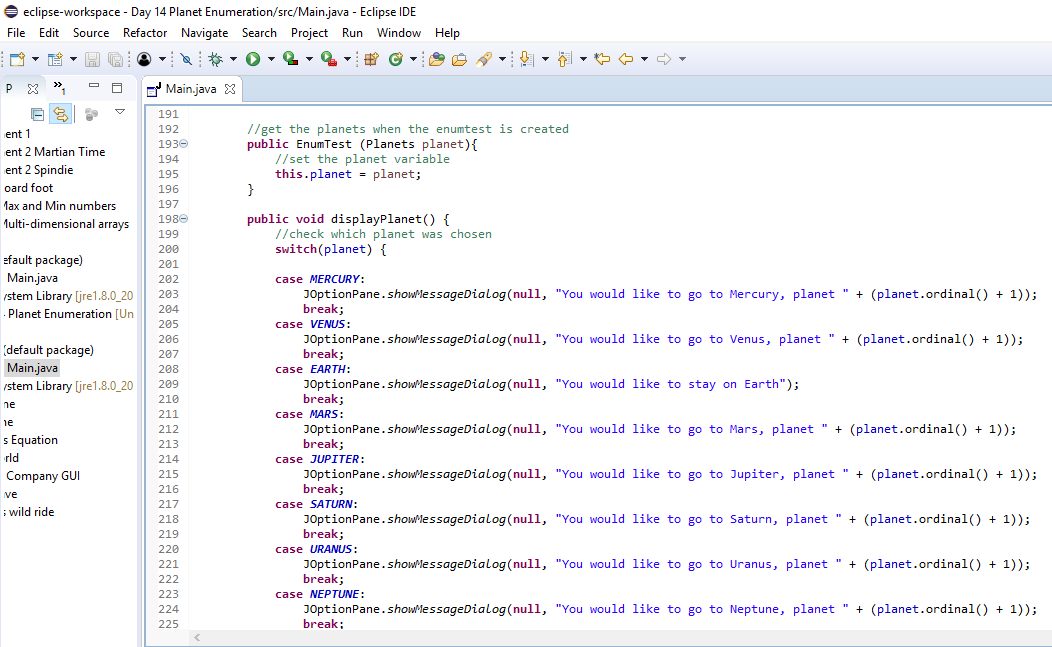 eclipse-workspace - Day 14 Planet Enumeration/src/Main.java - Eclipse IDE
File Edit Source Refactor Navigate Search Project Run Window Help
P
»1
Main.java
ent 1
ent 2 Martian Time
ent 2 Spindie
oard foot
Max and Min numbers
Multi-dimensional arrays
efault package)
Main.java
ystem Library [jre1.8.0_20
Planet Enumeration [Un
(default package)
Main.java
ystem Library [jre1.8.0_20
ne
ne
s Equation
rld
Company GUI
ve
s wild ride
191
192 //get the planets when the enumtest is created
193 public EnumTest (Planets planet){
194 //set the planet variable
195 this.planet = planet;
196 }
197
198 public void displayPlanet() {
199 //check which planet was chosen
200 switch(planet) {
201
202 case MERCURY:
203 JOptionPane.showMessageDialog(null, "You would like to go to Mercury, planet " + (planet.ordinal() + 1));
204 break;
205 case VENUS:
206 JOptionPane.showMessageDialog(null, "You would like to go to Venus, planet " + (planet.ordinal() + 1));
207 break;
208 case EARTH:
209 JOptionPane.showMessageDialog(null, "You would like to stay on Earth");
210 break;
211 case MARS:
212 JOptionPane.showMessageDialog(null, "You would like to go to Mars, planet " + (planet.ordinal() + 1));
213 break;
214 case JUPITER:
215 JOptionPane.showMessageDialog(null, "You would like to go to Jupiter, planet " + (planet.ordinal() + 1));
216 break;
217 case SATURN:
218 JOptionPane.showMessageDialog(null, "You would like to go to Saturn, planet " + (planet.ordinal() + 1));
219 break;
220 case URANUS:
221 JOptionPane.showMessageDialog(null, "You would like to go to Uranus, planet " + (planet.ordinal() + 1));
222 break;
223 case NEPTUNE:
224 JOptionPane.showMessageDialog(null, "You would like to go to Neptune, planet " + (planet.ordinal() + 1));
225 break;